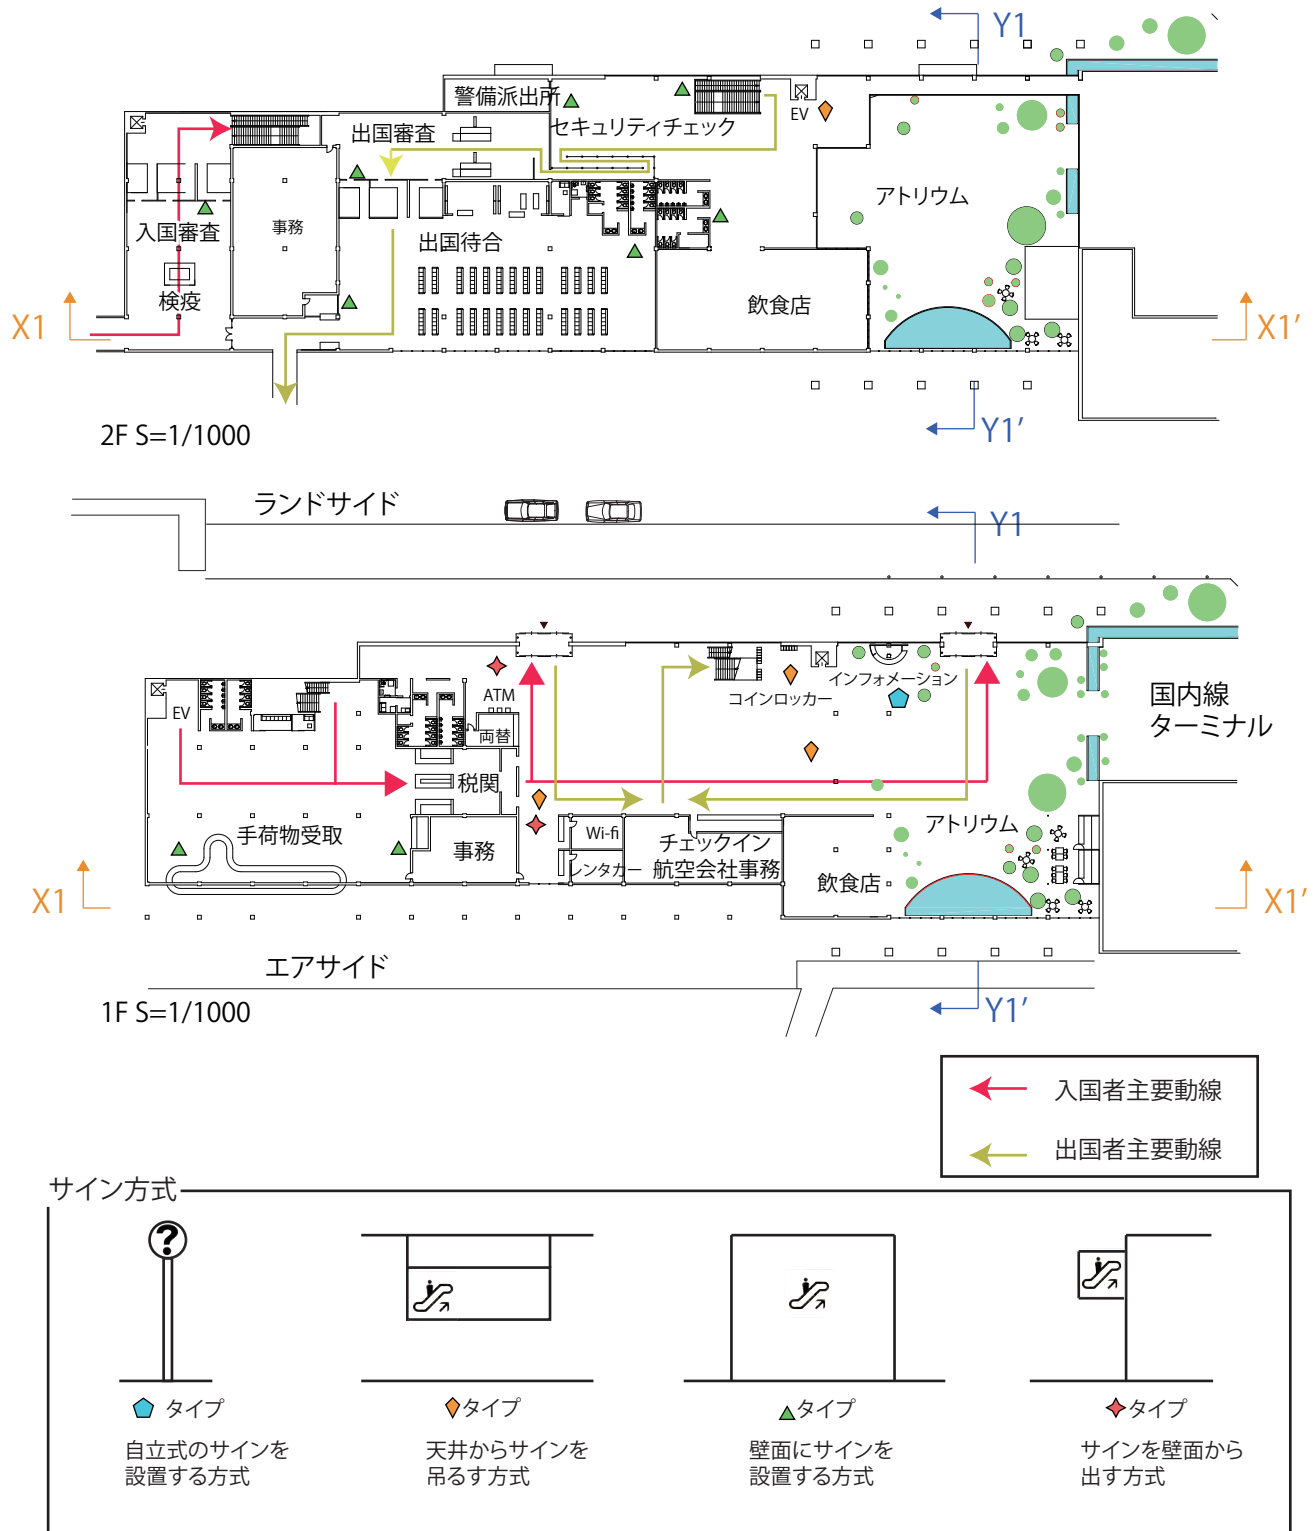 Y1
警備派出所
EV
出国審査
セキュリティチェック
アトリウム
入国審査
事務
出国待合
検疫
飲食店
X1
X1’
2F S=1/1000
Y1’
ランドサイド
Y1
国内線
ターミナル
インフォメーション
コインロッカー
ATM
EV
両替
税関
手荷物受取
事務
Wi-fi
レンタカー
チェックイン
航空会社事務
アトリウム
飲食店
X1
X1’
エアサイド
1F S=1/1000
Y1’
入国者主要動線
出国者主要動線
サイン方式
?
タイプ
自立式のサインを
設置する方式
タイプ
天井からサインを
吊るす方式
タイプ
壁面にサインを
設置する方式
タイプ
サインを壁面から
出す方式